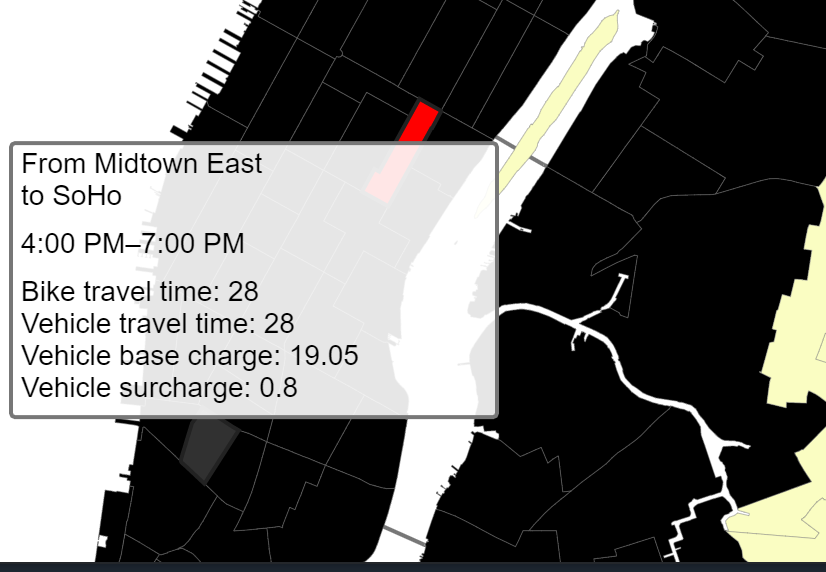 From Midtown East
to SoHo
4:00 PM–7:00 PM
Bike travel time: 28
Vehicle travel time: 28
Vehicle base charge: 19.05
Vehicle surcharge: 0.8